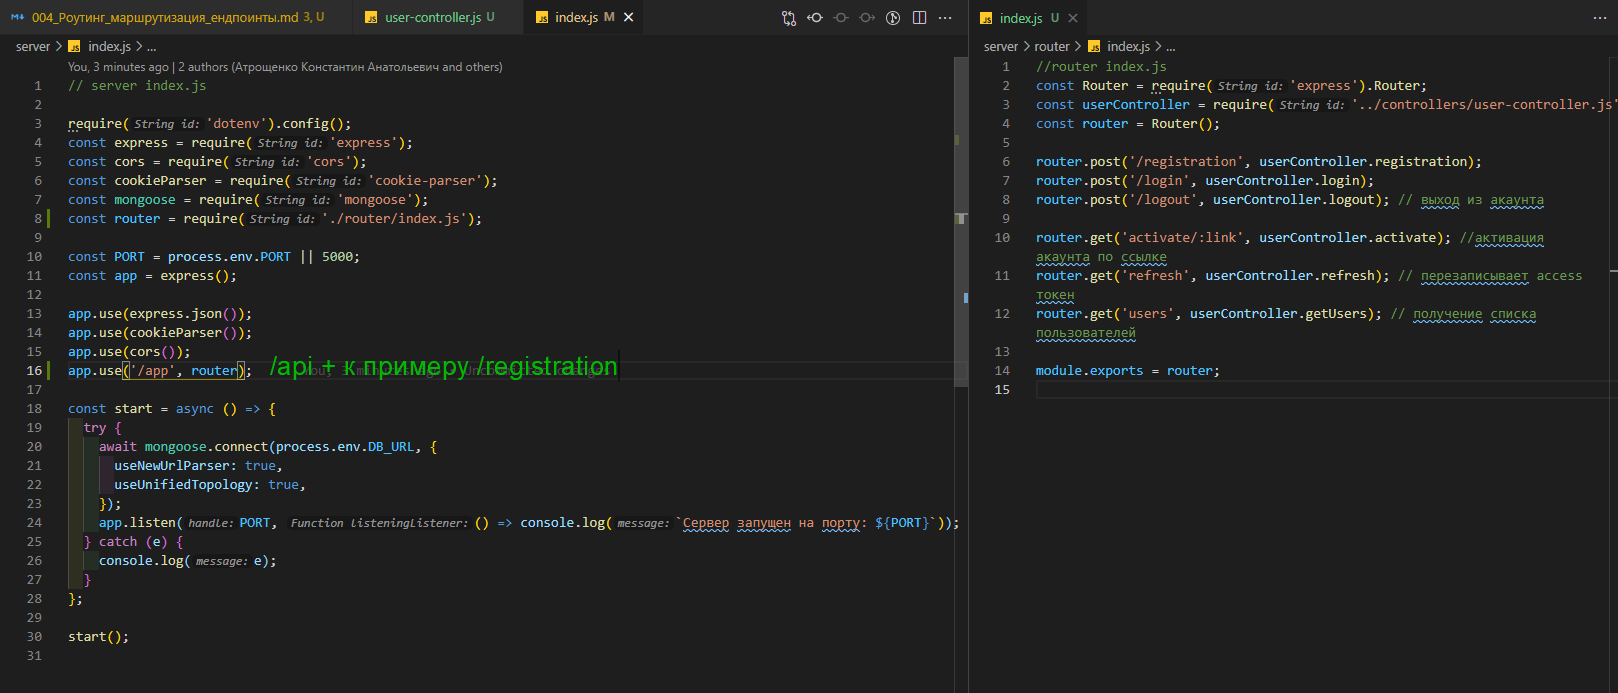 004_Роутинг_маршрутизация_ендпоинты.md 3, U
user-controller.js U
index.js M
server > index.js > ...
You, 3 minutes ago | 2 authors (Атрощенко Константин Анатольевич and others)
1 // server index.js
2
3 require( String id: 'dotenv').config();
4 const express = require( String id: 'express');
5 const cors = require( String id: 'cors');
6 const cookieParser = require( String id: 'cookie-parser');
7 const mongoose = require( String id: 'mongoose');
8 const router = require( String id: './router/index.js');
9
10 const PORT = process.env.PORT || 5000;
11 const app = express();
12
13 app.use(express.json());
14 app.use(cookieParser());
15 app.use(cors());
16 app.use('/app', router); /api + к примеру /registration
17
18 const start = async () => {
19 try {
20 await mongoose.connect(process.env.DB_URL, {
21 useNewUrlParser: true,
22 useUnifiedTopology: true,
23 });
24 app.listen( handle: PORT, Function listeningListener: () => console.log( message: `Сервер запущен на порту: ${PORT}`));
25 } catch (e) {
26 console.log( message: e);
27 }
28 };
29
30 start();
31
index.js U
server > router > index.js > ...
1 //router index.js
2 const Router = require( String id: 'express').Router;
3 const userController = require( String id: '../controllers/user-controller.js'
4 const router = Router();
5
6 router.post('/registration', userController.registration);
7 router.post('/login', userController.login);
8 router.post('/logout', userController.logout); // выход из акаунта
9
10 router.get('activate/:link', userController.activate); //активация
акаунта по ссылке
11 router.get('refresh', userController.refresh); // перезаписывает access
токен
12 router.get('users', userController.getUsers); // получение списка
пользователей
13
14 module.exports = router;
15